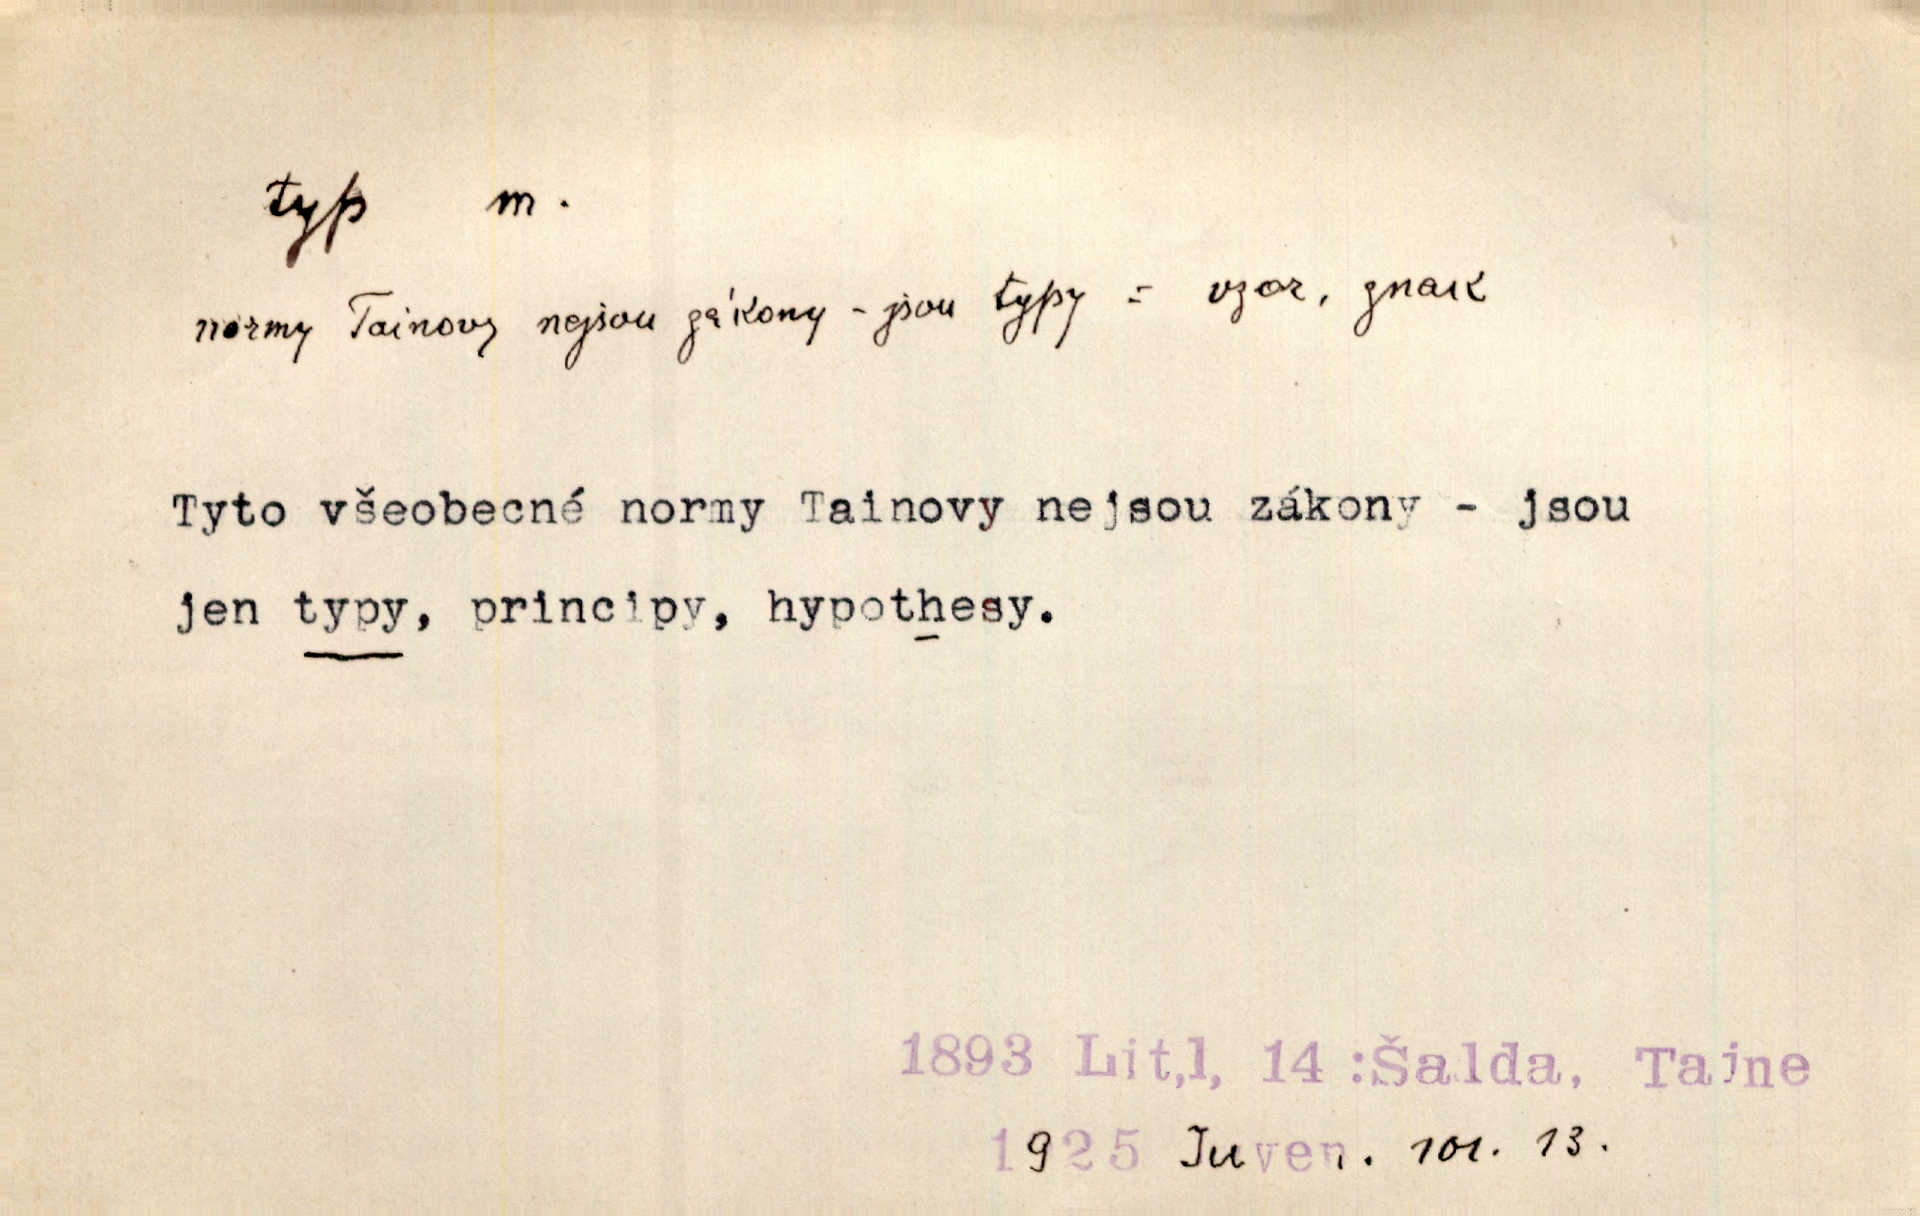 typ m.
normy Tainovy nejsou zákony - jsou typy = vzor, znak
Tyto všeobecné normy Tainovy nejsou zákony - jsou
jen typy, principy, hypothesy.
1893 Lit,1, 14 :Šalda, Taine
1925 Juven. 101. 13.